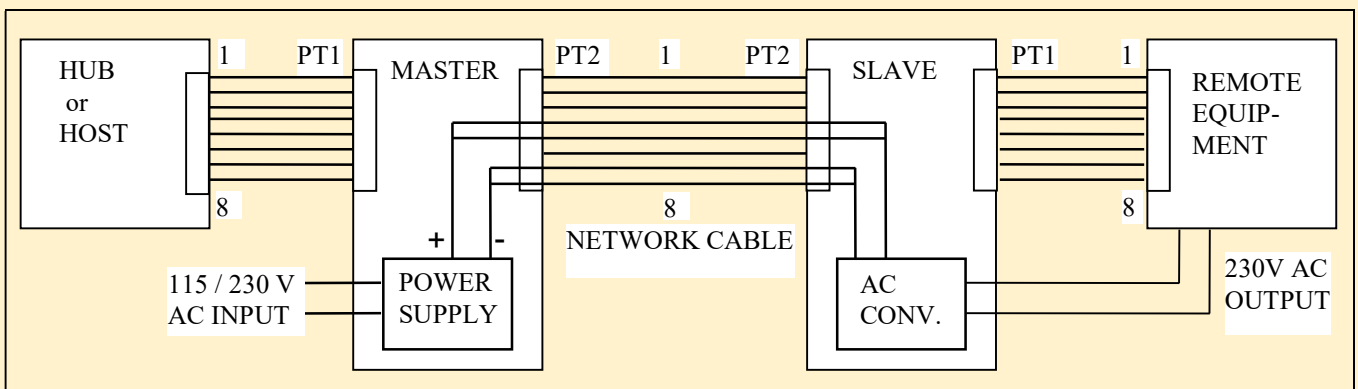 HUB
or
HOST
1
8
PT1
MASTER
PT2
1
PT2
8
NETWORK CABLE
SLAVE
PT1
1
8
REMOTE
EQUIP-
MENT
+
-
115 / 230 V
AC INPUT
POWER
SUPPLY
AC
CONV.
230V AC
OUTPUT